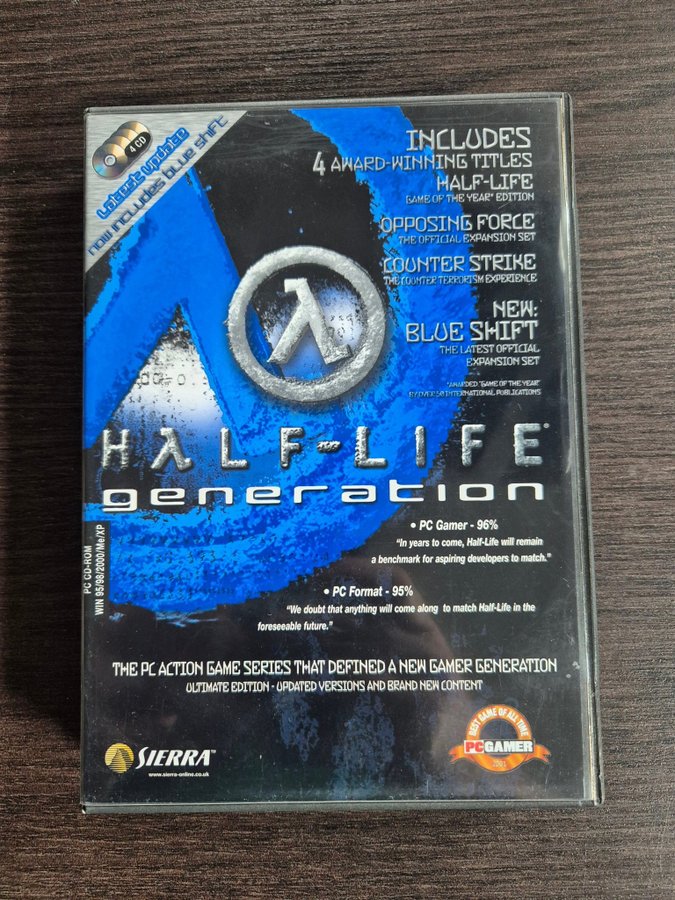 4 CD
Latest Update
Now includes Blue Shift
INCLUDES
4 AWARD-WINNING TITLES
HALF-LIFE
GAME OF THE YEAR* EDITION
OPPOSING FORCE
THE OFFICIAL EXPANSION SET
COUNTER STRIKE
THE COUNTER TERRORISM EXPERIENCE
NEW:
BLUE SHIFT
THE LATEST OFFICIAL
EXPANSION SET
*AWARDED "GAME OF THE YEAR"
BY OVER 50 INTERNATIONAL PUBLICATIONS
λ
HλLF-LIFE®
generation
• PC Gamer - 96%
"In years to come, Half-Life will remain
a benchmark for aspiring developers to match."
• PC Format - 95%
"We doubt that anything will come along to match Half-Life in the
foreseeable future."
PC CD-ROM
WIN 95/98/2000/Me/XP
THE PC ACTION GAME SERIES THAT DEFINED A NEW GAMER GENERATION
ULTIMATE EDITION - UPDATED VERSIONS AND BRAND NEW CONTENT
SIERRA™
www.sierra-online.co.uk
BEST GAME OF ALL TIME
PC GAMER
2001